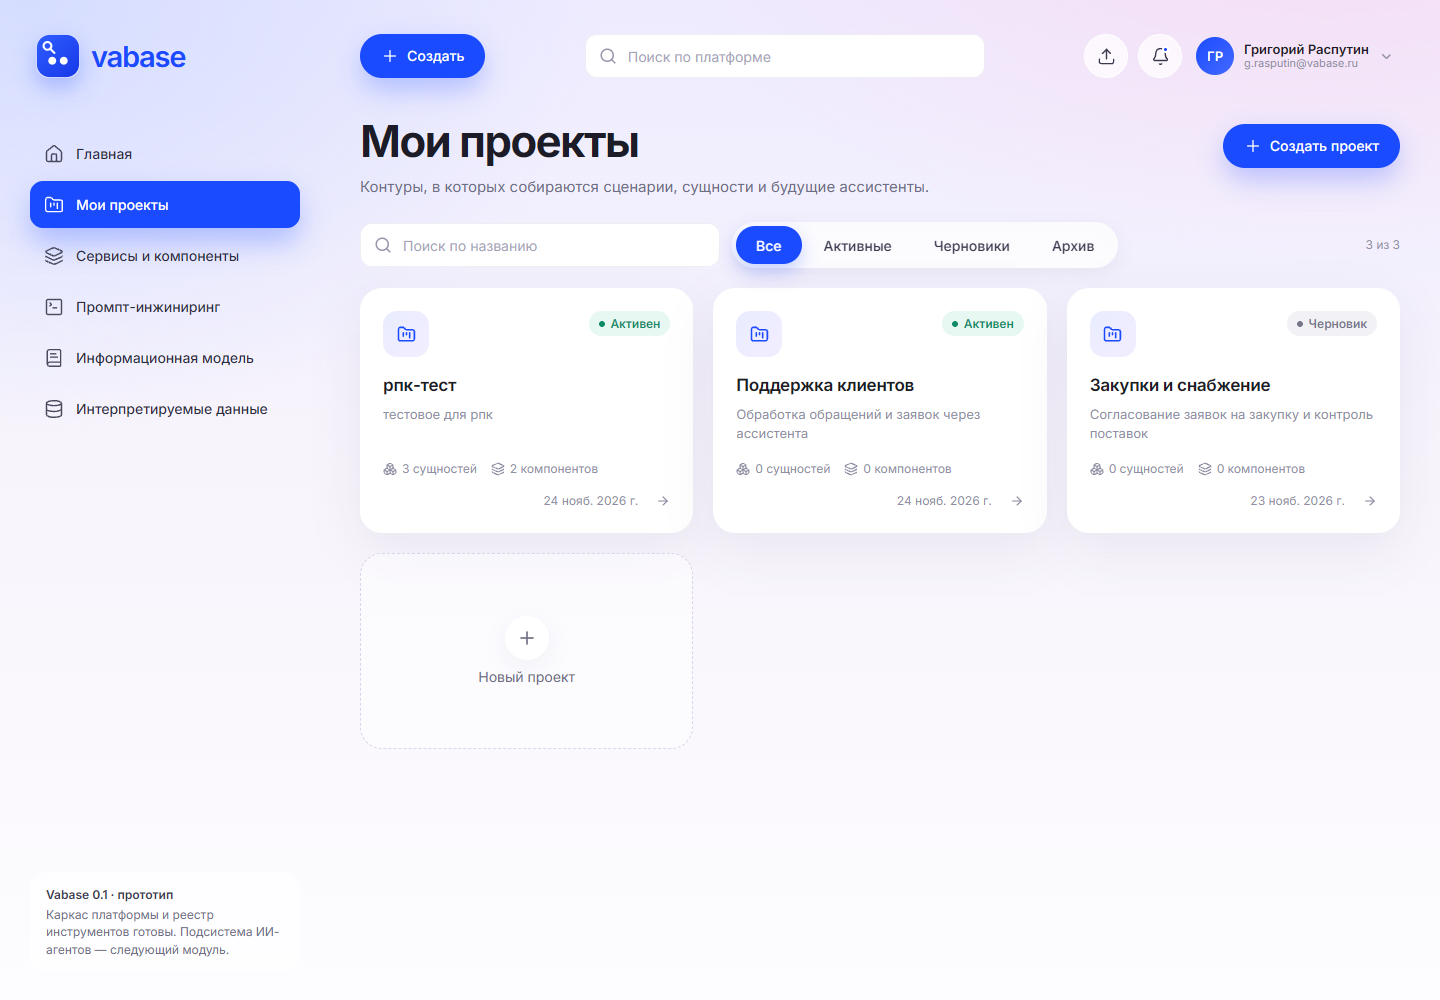 vabase
Создать
Поиск по платформе
ГР
Григорий Распутин
g.rasputin@vabase.ru
Главная
Мои проекты
Сервисы и компоненты
Промпт-инжиниринг
Информационная модель
Интерпретируемые данные
Мои проекты
Контуры, в которых собираются сценарии, сущности и будущие ассистенты.
Создать проект
Поиск по названию
Все
Активные
Черновики
Архив
3 из 3
Активен
рпк-тест
тестовое для рпк
3 сущностей
2 компонентов
24 нояб. 2026 г.
Активен
Поддержка клиентов
Обработка обращений и заявок через
ассистента
0 сущностей
0 компонентов
24 нояб. 2026 г.
Черновик
Закупки и снабжение
Согласование заявок на закупку и контроль
поставок
0 сущностей
0 компонентов
23 нояб. 2026 г.
Новый проект
Vabase 0.1 · прототип
Каркас платформы и реестр
инструментов готовы. Подсистема ИИ-
агентов — следующий модуль.